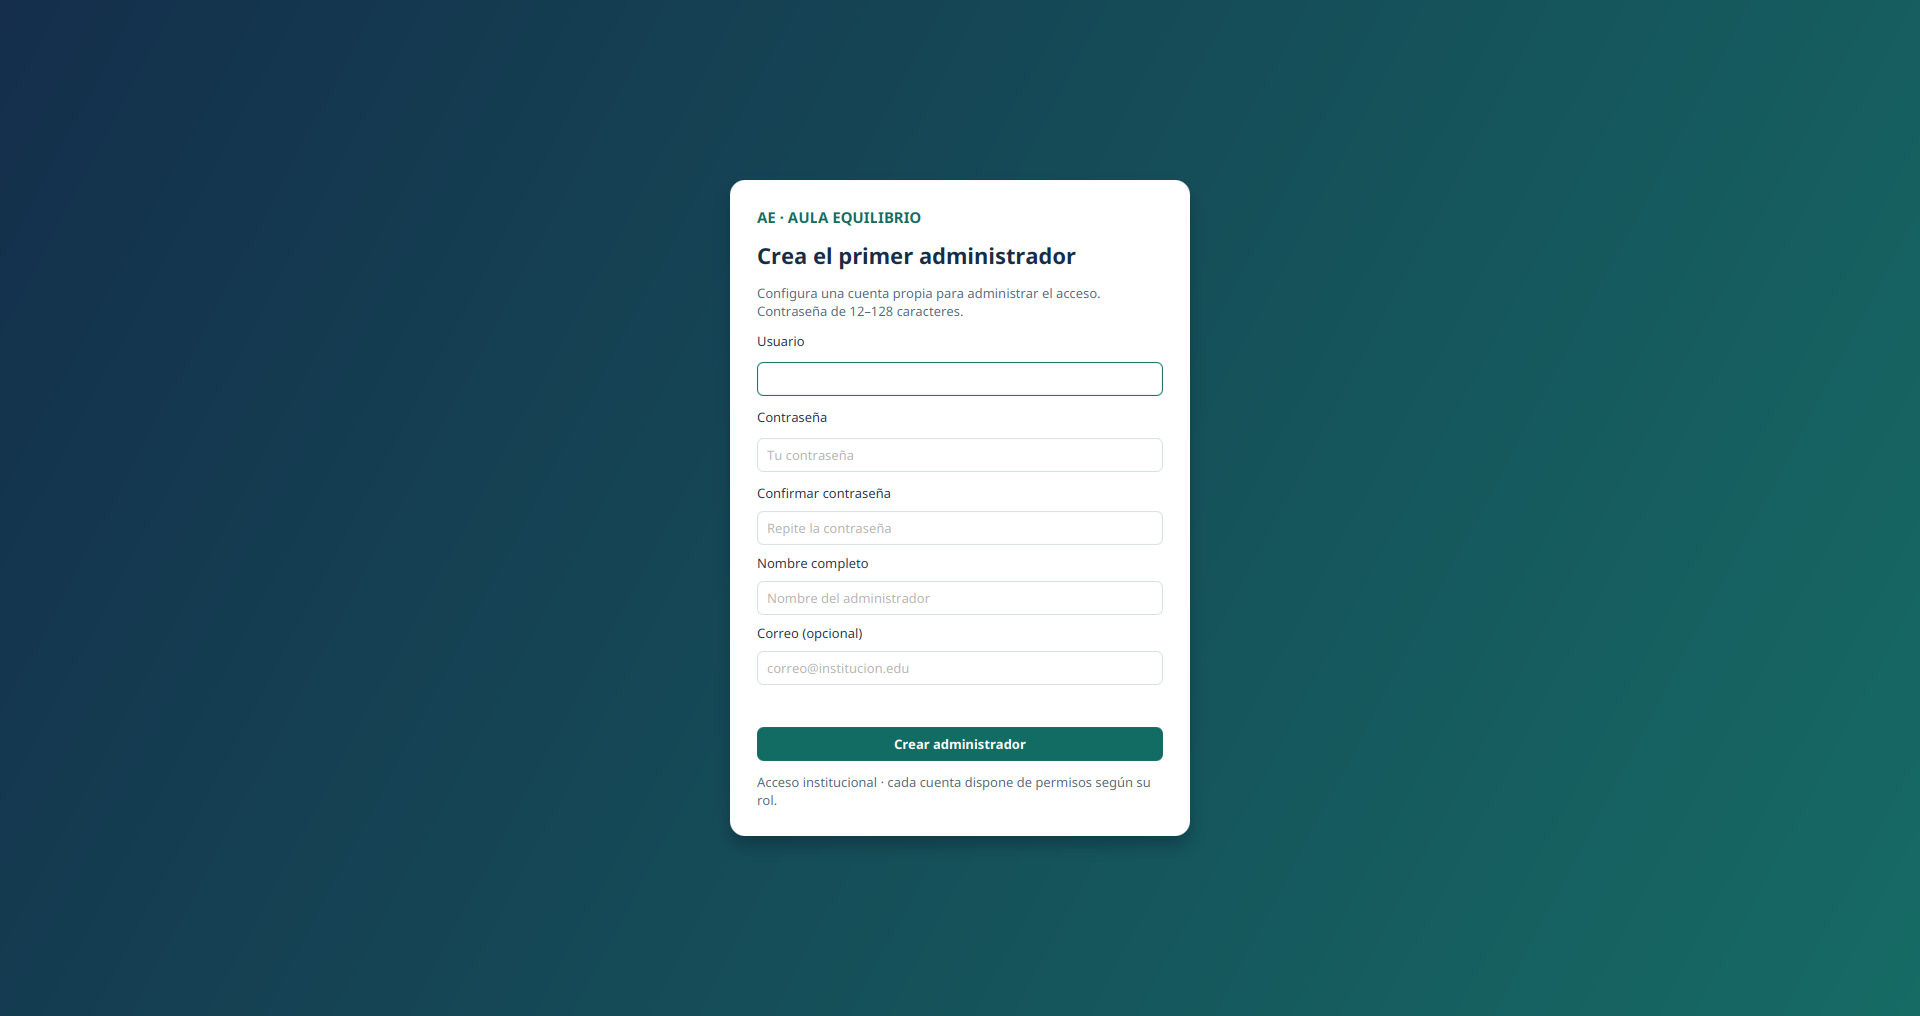 AE · AULA EQUILIBRIO
Crea el primer administrador
Configura una cuenta propia para administrar el acceso.
Contraseña de 12–128 caracteres.
Usuario
Contraseña
Tu contraseña
Confirmar contraseña
Repite la contraseña
Nombre completo
Nombre del administrador
Correo (opcional)
correo@institucion.edu
Crear administrador
Acceso institucional · cada cuenta dispone de permisos según su
rol.